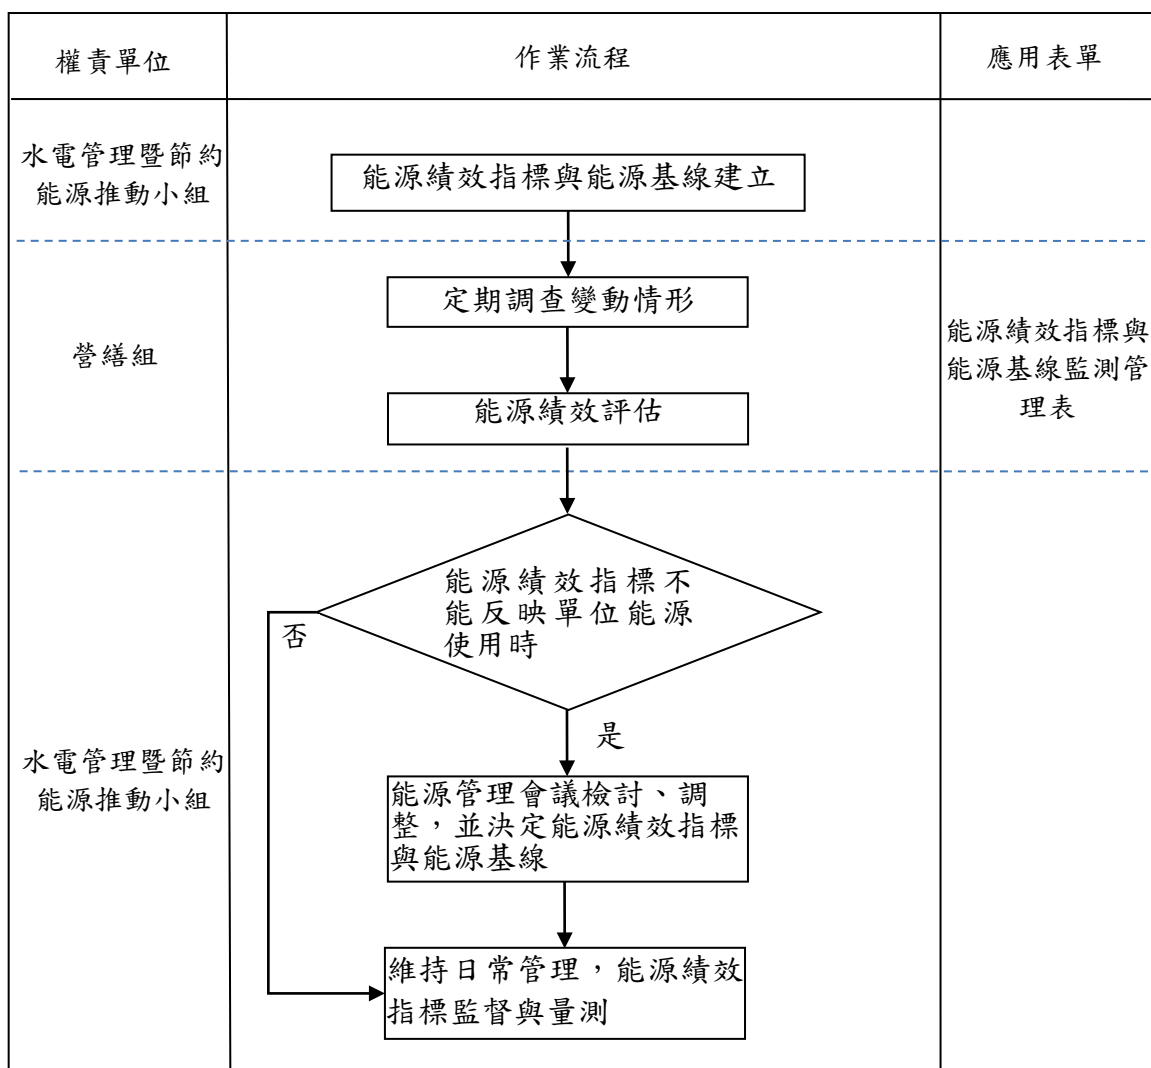 權責單位
作業流程
應用表單
水電管理暨節約
能源推動小組
能源績效指標與能源基線建立
定期調查變動情形
營繕組
能源績效評估
能源績效指標與
能源基線監測管
理表
能源績效指標不
能反映單位能源
使用時
否
是
水電管理暨節約
能源推動小組
能源管理會議檢討、調
整，並決定能源績效指標
與能源基線
維持日常管理，能源績效
指標監督與量測